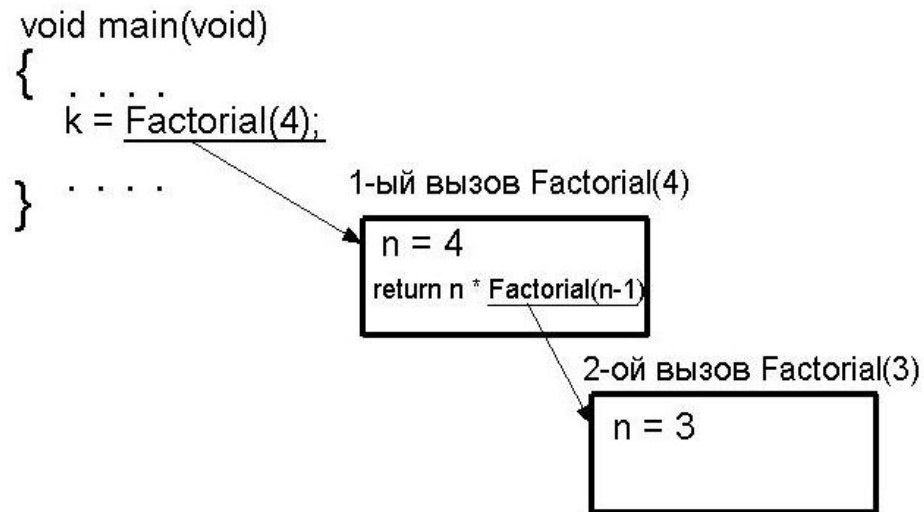 void main(void)
{ . . . .
k = Factorial(4);
} . . . .
1-ый вызов Factorial(4)
n = 4
return n * Factorial(n-1)
2-ой вызов Factorial(3)
n = 3